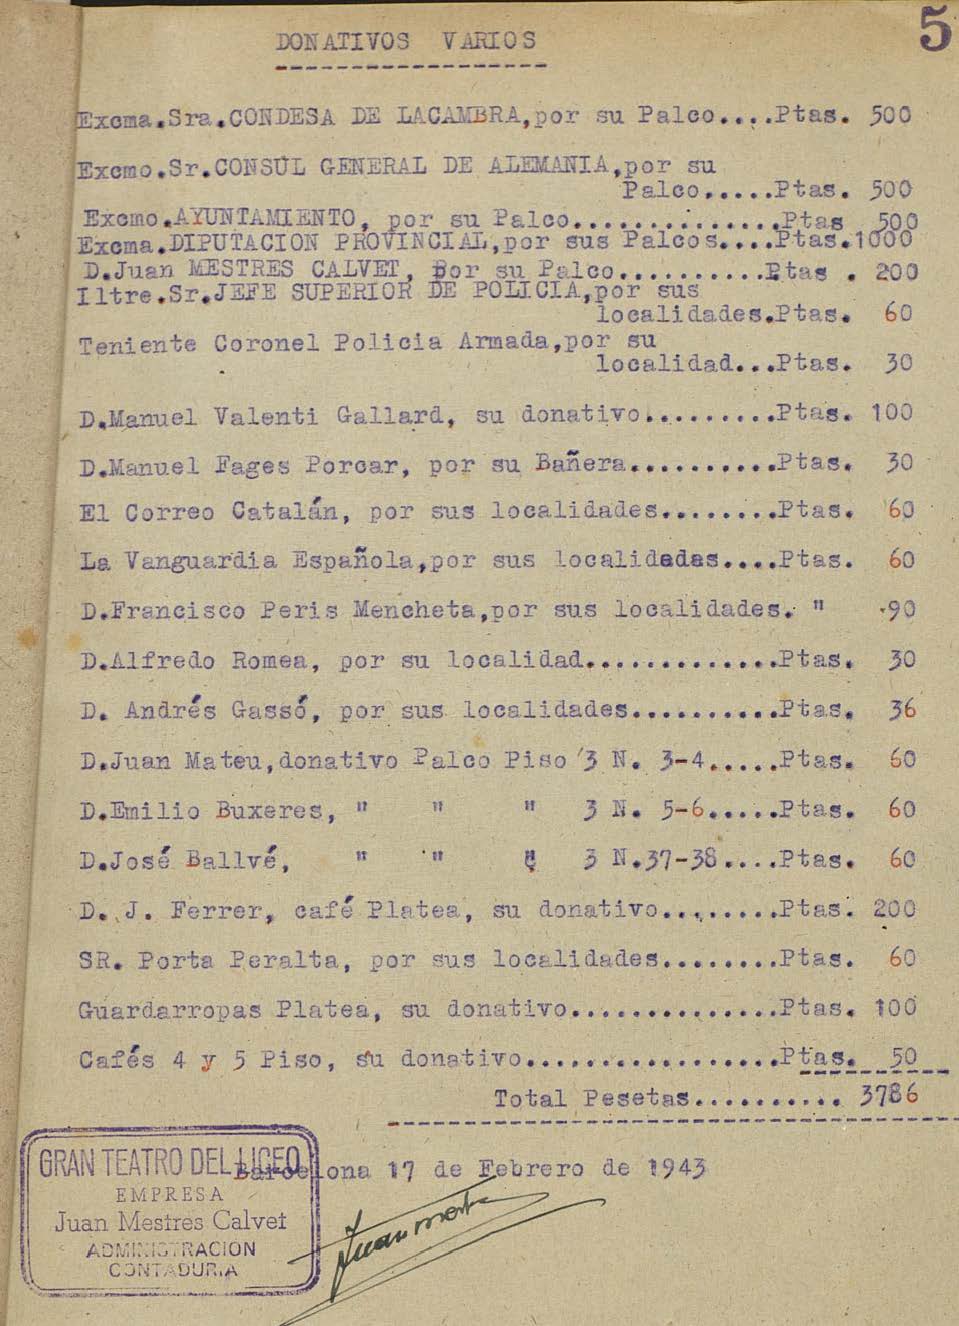 5
DONATIVOS VARIOS
Excma.Sra.CONDESA DE LACAMBRA,por su Palco....Ptas. 500
Excmo.Sr.CONSUL GENERAL DE ALEMANIA,por su
Palco.....Ptas. 500
Excmo.AYUNTAMIENTO, por su Palco..............Ptas 500
Excma.DIPUTACION PROVINCIAL,por sus Palcos....Ptas.1000
D.Juan MESTRES CALVET, por su Palco..........Ptas . 200
Iltre.Sr.JEFE SUPERIOR DE POLICIA,por sus
localidades.Ptas. 60
Teniente Coronel Policia Armada,por su
localidad...Ptas. 30
D.Manuel Valenti Gallard, su donativo.........Ptas. 100
D.Manuel Fages Porcar, por su Bañera..........Ptas. 30
El Correo Catalán, por sus localidades........Ptas. 60
La Vanguardia Española,por sus localidades....Ptas. 60
D.Francisco Peris Mencheta,por sus localidades. " 90
D.Alfredo Romea, por su localidad.............Ptas. 30
D. Andrés Gassó, por sus localidades..........Ptas. 36
D.Juan Mateu,donativo Palco Piso 3 N. 3-4.....Ptas. 60
D.Emilio Buxeres, " " " 3 N. 5-6.....Ptas. 60
D.José Ballvé, " " " 3 N.37-38....Ptas. 60
D. J. Ferrer, café Platea, su donativo........Ptas. 200
SR. Porta Peralta, por sus localidades........Ptas. 60
Guardarropas Platea, su donativo..............Ptas. 100
Cafés 4 y 5 Piso, su donativo.................Ptas. 50
Total Pesetas.......... 3786
Barcelona 17 de Febrero de 1943
GRAN TEATRO DEL LICEO
EMPRESA
Juan Mestres Calvet
ADMINISTRACION
CONTADURIA
Juan Mestres